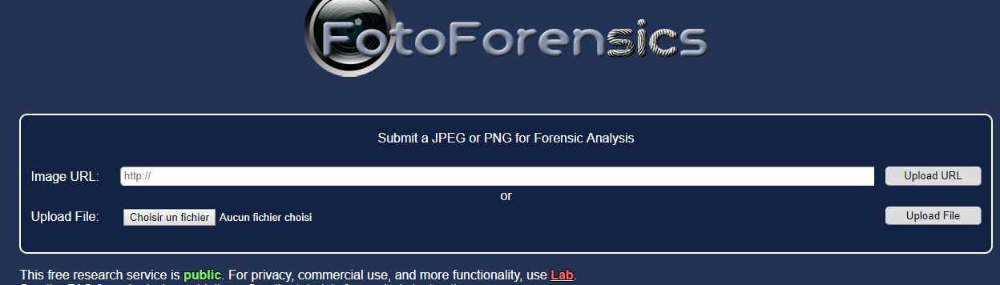 FotoForensics
Submit a JPEG or PNG for Forensic Analysis
Image URL: http:// Upload URL
or
Upload File: Choisir un fichier Aucun fichier choisi Upload File
This free research service is public. For privacy, commercial use, and more functionality, use Lab.